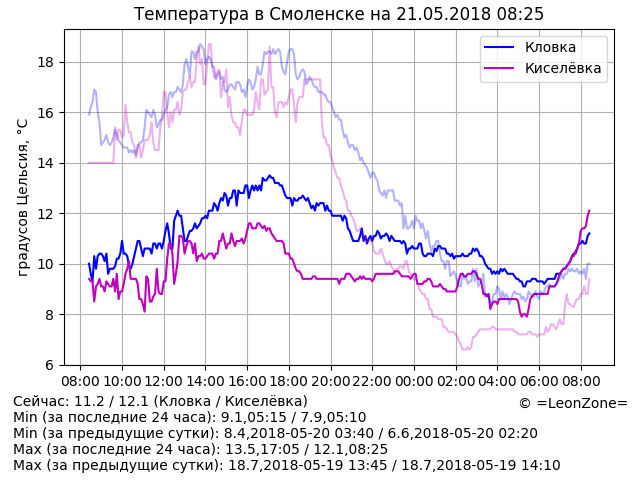 Температура в Смоленске на 21.05.2018 08:25
Кловка
Киселёвка
градусов Цельсия, °C
18
16
14
12
10
8
6
08:00 10:00 12:00 14:00 16:00 18:00 20:00 22:00 00:00 02:00 04:00 06:00 08:00
Сейчас: 11.2 / 12.1 (Кловка / Киселёвка)
© =LeonZone=
Min (за последние 24 часа): 9.1,05:15 / 7.9,05:10
Min (за предыдущие сутки): 8.4,2018-05-20 03:40 / 6.6,2018-05-20 02:20
Max (за последние 24 часа): 13.5,17:05 / 12.1,08:25
Max (за предыдущие сутки): 18.7,2018-05-19 13:45 / 18.7,2018-05-19 14:10